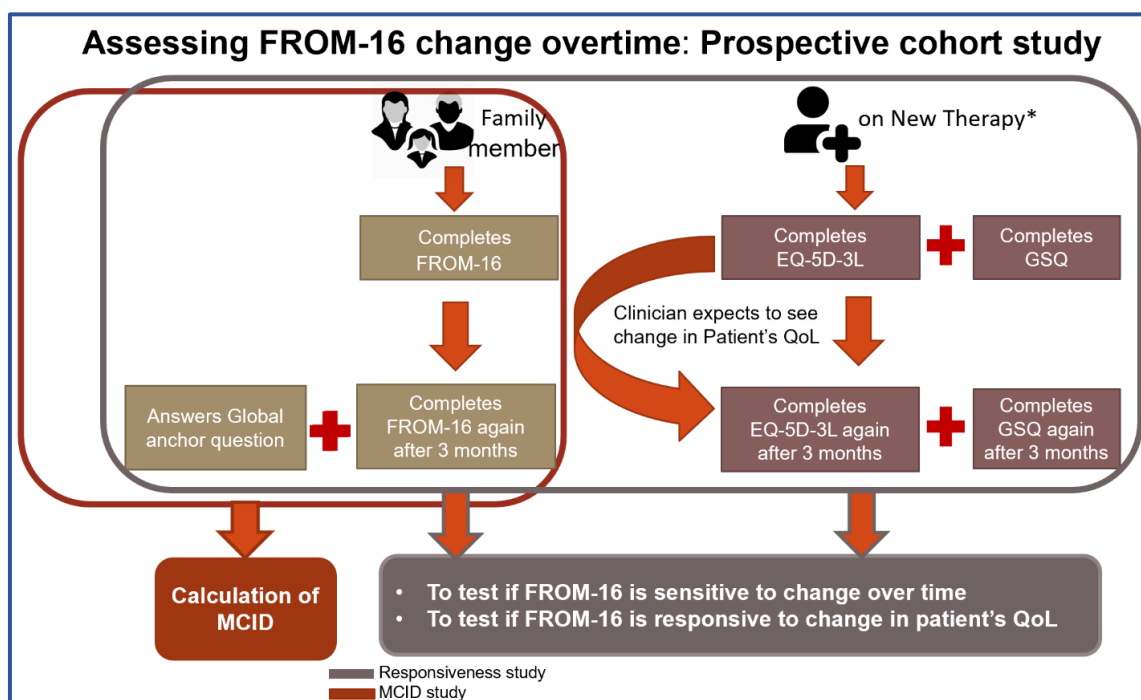 Assessing FROM-16 change overtime: Prospective cohort study
Family
member
on New Therapy*
Completes
FROM-16
Completes
EQ-5D-3L
Completes
GSQ
Clinician expects to see
change in Patient's QoL
Answers Global
anchor question
Completes
FROM-16 again
after 3 months
Completes
EQ-5D-3L again
after 3 months
Completes
GSQ again
after 3 months
Calculation of
MCID
• To test if FROM-16 is sensitive to change over time
• To test if FROM-16 is responsive to change in patient's QoL
Responsiveness study
MCID study